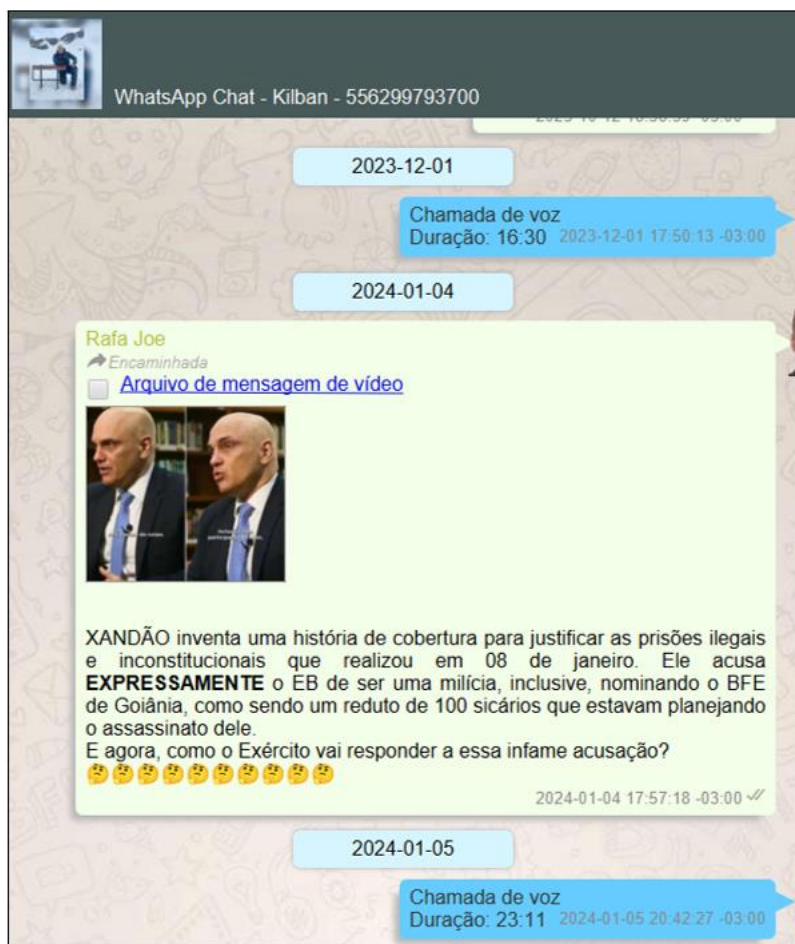 WhatsApp Chat - Kilban - 556299793700
2023-12-01
Chamada de voz
Duração: 16:30 2023-12-01 17:50:13 -03:00
2024-01-04
Rafa Joe
Encaminhada
Arquivo de mensagem de vídeo
XANDÃO inventa uma história de cobertura para justificar as prisões ilegais
e inconstitucionais que realizou em 08 de janeiro. Ele acusa
EXPRESSAMENTE o EB de ser uma milícia, inclusive, nominando o BFE
de Goiânia, como sendo um reduto de 100 sicários que estavam planejando
o assassinato dele.
E agora, como o Exército vai responder a essa infame acusação?
🤔🤔🤔🤔🤔🤔🤔🤔🤔🤔
2024-01-04 17:57:18 -03:00
2024-01-05
Chamada de voz
Duração: 23:11 2024-01-05 20:42:27 -03:00